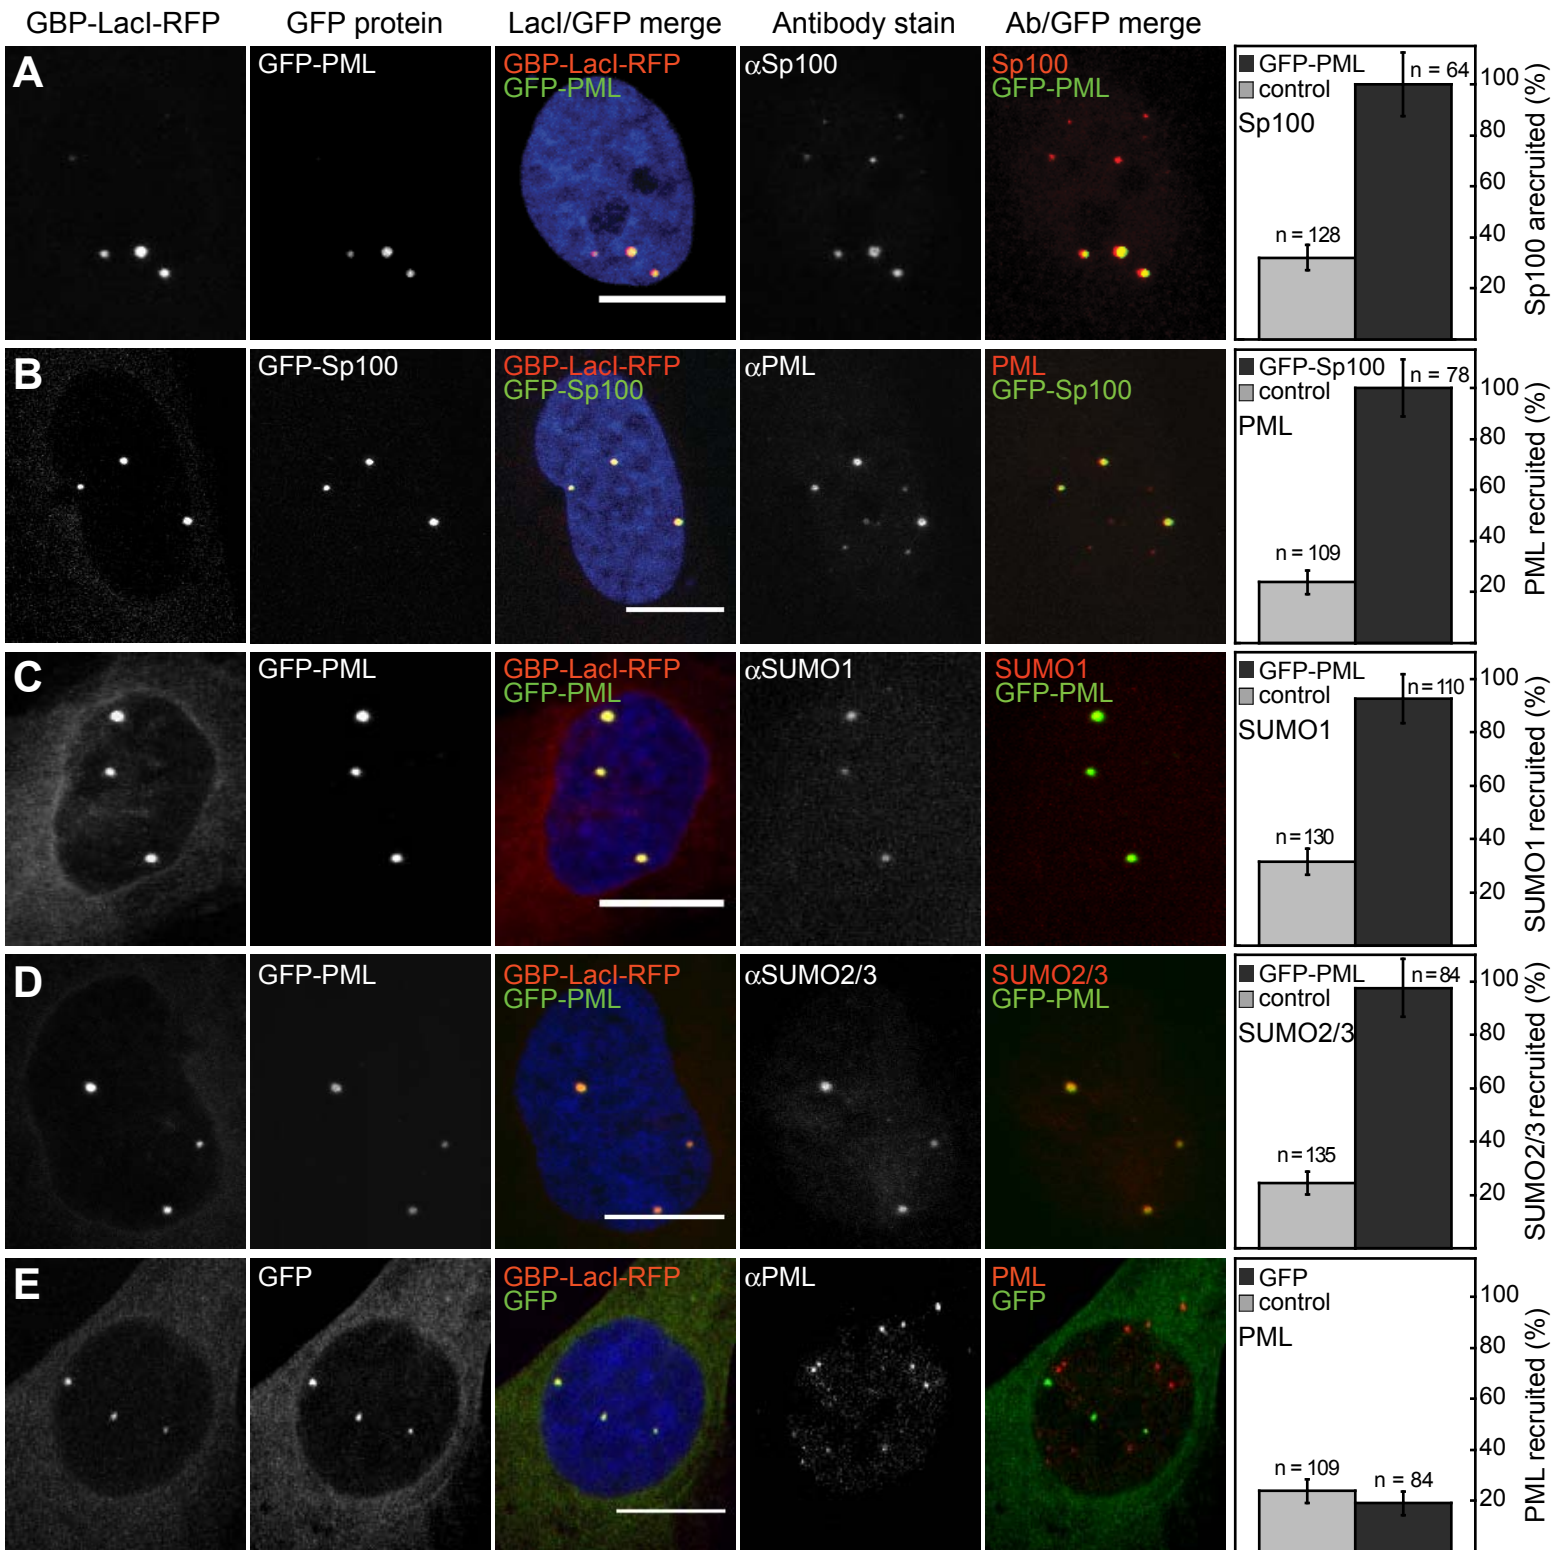 GBP-LacI-RFP GFP protein LacI/GFP merge Antibody stain Ab/GFP merge
A
GFP-PML
GBP-LacI-RFP
GFP-PML
αSp100
Sp100
GFP-PML
GFP-PML
control
Sp100
n = 64
n = 128
100
80
60
40
20
Sp100 arecruited (%)
B
GFP-Sp100
GBP-LacI-RFP
GFP-Sp100
αPML
PML
GFP-Sp100
GFP-Sp100
control
PML
n = 78
n = 109
100
80
60
40
20
PML recruited (%)
C
GFP-PML
GBP-LacI-RFP
GFP-PML
αSUMO1
SUMO1
GFP-PML
GFP-PML
control
SUMO1
n=110
n=130
100
80
60
40
20
SUMO1 recruited (%)
D
GFP-PML
GBP-LacI-RFP
GFP-PML
αSUMO2/3
SUMO2/3
GFP-PML
GFP-PML
control
SUMO2/3
n=84
n=135
100
80
60
40
20
SUMO2/3 recruited (%)
E
GFP
GBP-LacI-RFP
GFP
αPML
PML
GFP
GFP
control
PML
n = 109
n = 84
100
80
60
40
20
PML recruited (%)